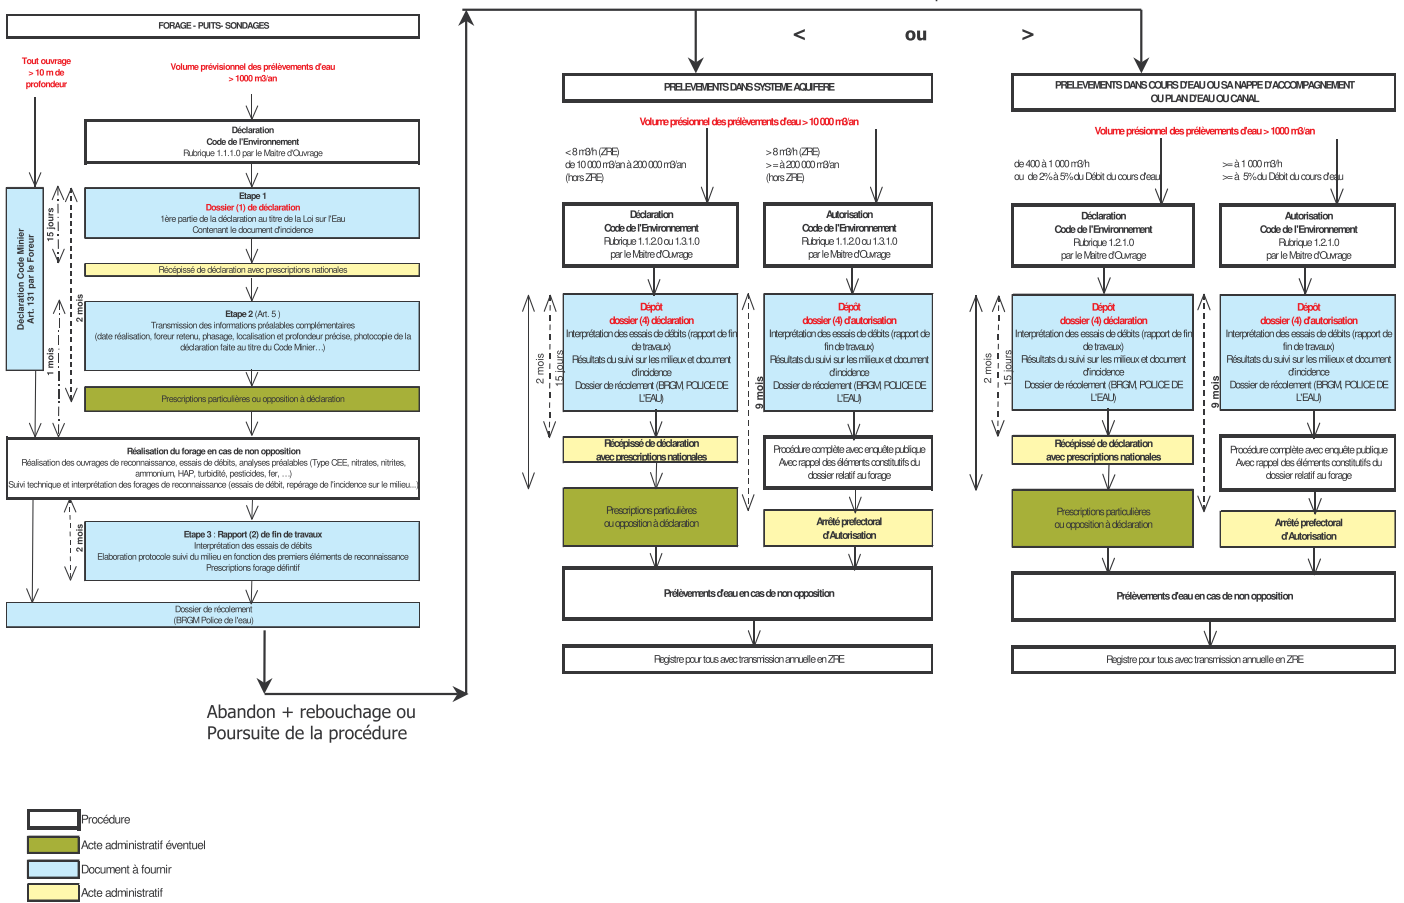 FORAGE - PUITS- SONDAGES
Tout ouvrage
> 10 m de
profondeur
Volume prévisionnel des prélèvements d'eau
> 1000 m3/an
Déclaration
Code de l'Environnement
Rubrique 1.1.1.0 par le Maitre d'Ouvrage
Déclaration Code Minier
Art. 131 par le Foreur
15 jours
2 mois
1 mois
Etape 1
Dossier (1) de déclaration
1ère partie de la déclaration au titre de la Loi sur l'Eau
Contenant le document d'incidence
Récépissé de déclaration avec prescriptions nationales
Etape 2 (Art. 5 )
Transmission des informations préalables complémentaires
(date réalisation, foreur retenu, phasage, localisation et profondeur précise, photocopie de la
déclaration faite au titre du Code Minier…)
Prescriptions particulières ou opposition à déclaration
Réalisation du forage en cas de non opposition
Réalisation des ouvrages de reconnaissance, essais de débits, analyses préalables (Type CEE, nitrates, nitrites,
ammonium, HAP, turbidité, pesticides, fer, …)
Suivi technique et interprétation des forages de reconnaissance (essais de débit, repérage de l'incidence sur le milieu...)
2 mois
Etape 3 : Rapport (2) de fin de travaux
Interprétation des essais de débits
Elaboration protocole suivi du milieu en fonction des premiers éléments de reconnaissance
Prescriptions forage défintif
Dossier de récolement
(BRGM Police de l'eau)
Abandon + rebouchage ou
Poursuite de la procédure
< ou >
PRELEVEMENTS DANS SYSTEME AQUIFERE
Volume présionnel des prélèvements d'eau > 10 000 m3/an
< 8 m3/h (ZRE)
de 10 000 m3/an à 200 000 m3/an
(hors ZRE)
> 8 m3/h (ZRE)
> = à 200 000 m3/an
(hors ZRE)
Déclaration
Code de l'Environnement
Rubrique 1.1.2.0 ou 1.3.1.0
par le Maitre d'Ouvrage
Autorisation
Code de l'Environnement
Rubrique 1.1.2.0 ou 1.3.1.0
par le Maitre d'Ouvrage
2 mois
15 jours
Dépôt
dossier (4) déclaration
Interprétation des essais de débits (rapport de fin
de travaux)
Résultats du suivi sur les milieux et document
d'incidence
Dossier de récolement (BRGM, POLICE DE
L'EAU)
9 mois
Dépôt
dossier (4) d'autorisation
Interprétation des essais de débits (rapport de
fin de travaux)
Résultats du suivi sur les milieux et document
d'incidence
Dossier de récolement (BRGM, POLICE DE
L'EAU)
Récépissé de déclaration
avec prescriptions nationales
Procédure complète avec enquête publique
Avec rappel des éléments constitutifs du
dossier relatif au forage
Prescriptions particulières
ou opposition à déclaration
Arrêté prefectoral
d'Autorisation
Prélèvements d'eau en cas de non opposition
Registre pour tous avec transmission annuelle en ZRE
PRELEVEMENTS DANS COURS D'EAU OU SA NAPPE D'ACCOMPAGNEMENT
OU PLAN D'EAU OU CANAL
Volume présionnel des prélèvements d'eau > 1000 m3/an
de 400 à 1 000 m3/h
ou de 2% à 5% du Débit du cours d'eau
>= à 1 000 m3/h
>= à 5% du Débit du cours d'eau
Déclaration
Code de l'Environnement
Rubrique 1.2.1.0
par le Maitre d'Ouvrage
Autorisation
Code de l'Environnement
Rubrique 1.2.1.0
par le Maitre d'Ouvrage
2 mois
15 jours
Dépôt
dossier (4) déclaration
Interprétation des essais de débits (rapport de fin
de travaux)
Résultats du suivi sur les milieux et document
d'incidence
Dossier de récolement (BRGM, POLICE DE
L'EAU)
9 mois
Dépôt
dossier (4) d'autorisation
Interprétation des essais de débits (rapport de
fin de travaux)
Résultats du suivi sur les milieux et document
d'incidence
Dossier de récolement (BRGM, POLICE DE
L'EAU)
Récépissé de déclaration
avec prescriptions nationales
Procédure complète avec enquête publique
Avec rappel des éléments constitutifs du
dossier relatif au forage
Prescriptions particulières
ou opposition à déclaration
Arrêté prefectoral
d'Autorisation
Prélèvements d'eau en cas de non opposition
Registre pour tous avec transmission annuelle en ZRE
Procédure
Acte administratif éventuel
Document à fournir
Acte administratif